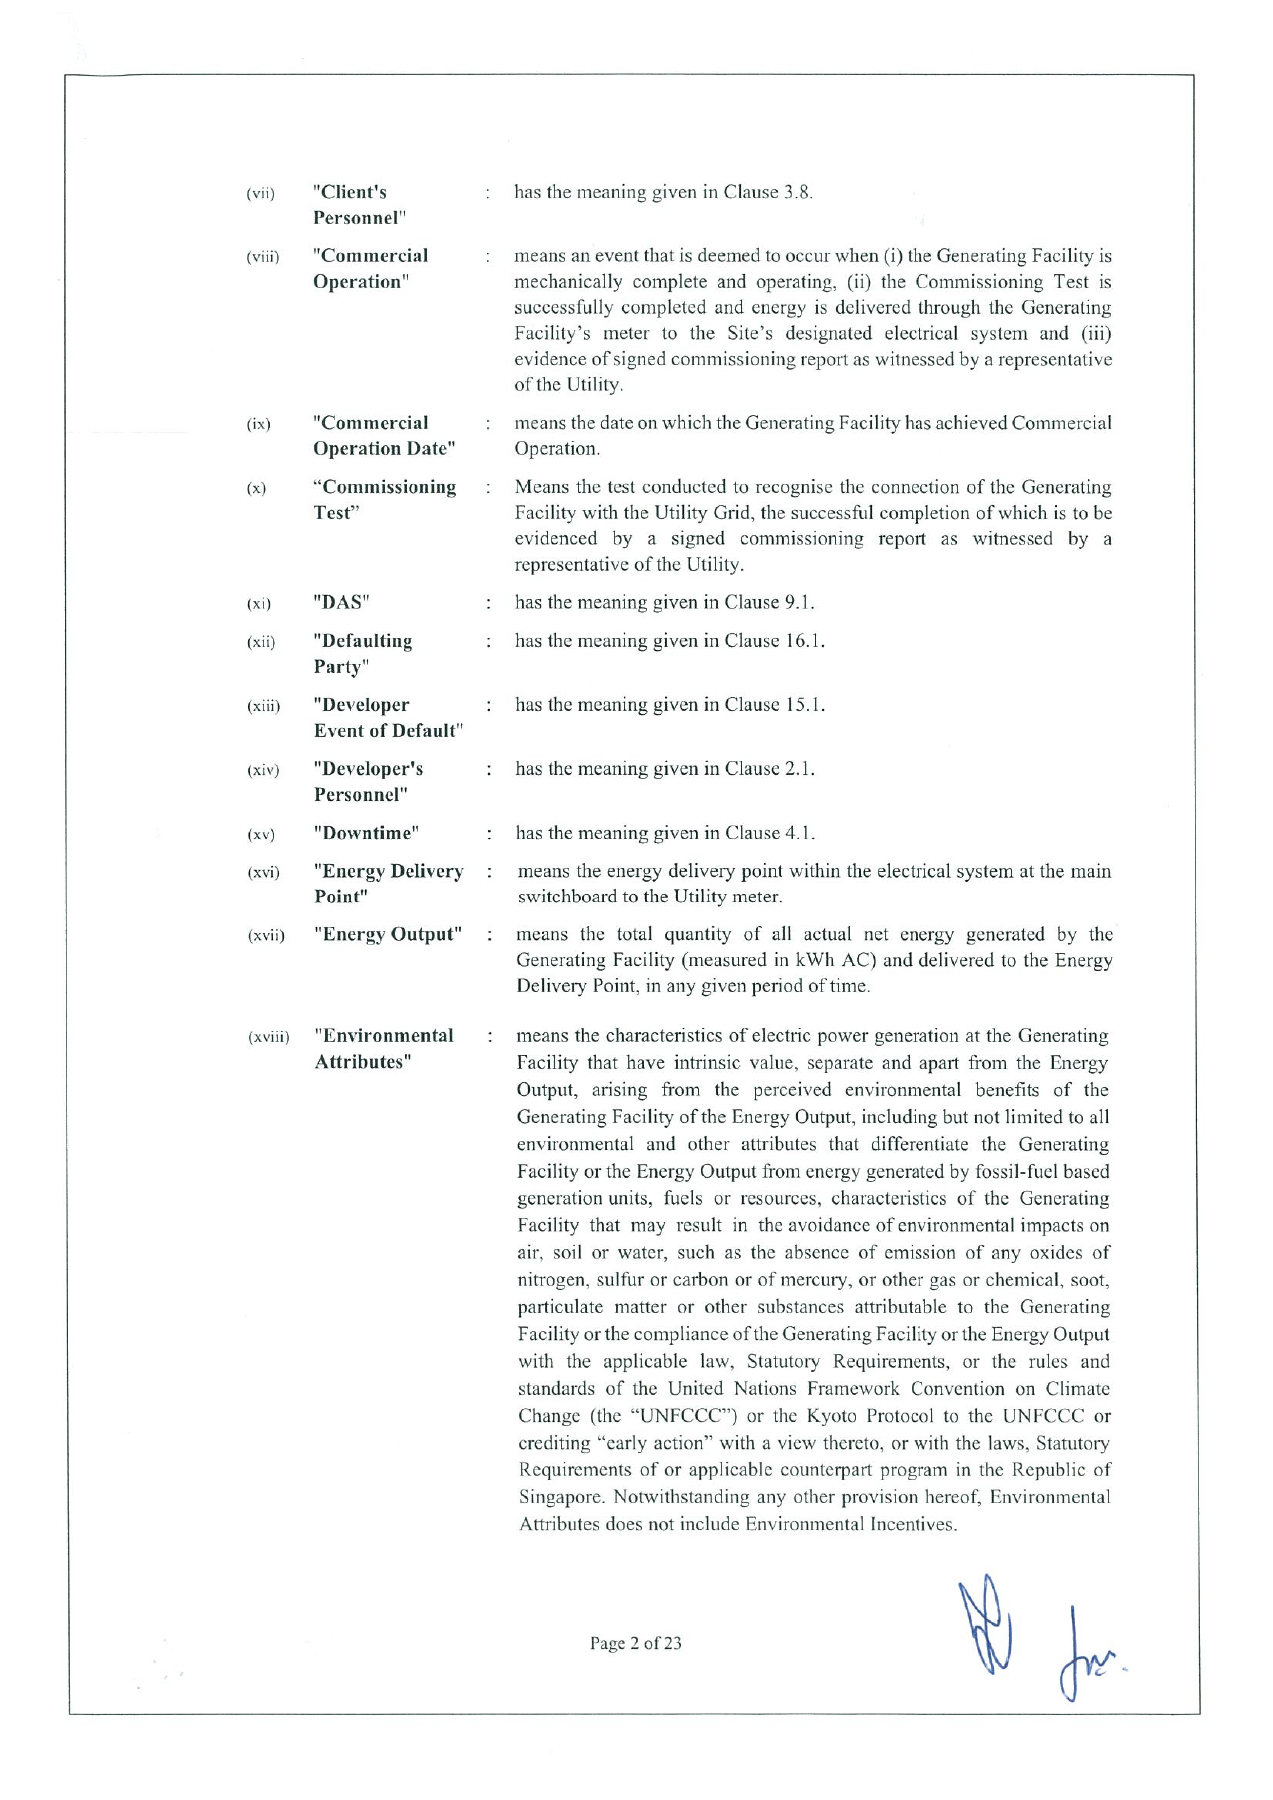 (vii) "Client's : has the meaning given in Clause 3.8.
Personnel"
(viii) "Commercial : means an event that is deemed to occur when (i) the Generating Facility is
Operation" mechanically complete and operating, (ii) the Commissioning Test is
successfully completed and energy is delivered through the Generating
Facility's meter to the Site's designated electrical system and (iii)
evidence of signed commissioning report as witnessed by a representative
of the Utility.
(ix) "Commercial : means the date on which the Generating Facility has achieved Commercial
Operation Date" Operation.
(x) “Commissioning : Means the test conducted to recognise the connection of the Generating
Test” Facility with the Utility Grid, the successful completion of which is to be
evidenced by a signed commissioning report as witnessed by a
representative of the Utility.
(xi) "DAS" : has the meaning given in Clause 9.1.
(xii) "Defaulting : has the meaning given in Clause 16.1.
Party"
(xiii) "Developer : has the meaning given in Clause 15.1.
Event of Default"
(xiv) "Developer's : has the meaning given in Clause 2.1.
Personnel"
(xv) "Downtime" : has the meaning given in Clause 4.1.
(xvi) "Energy Delivery : means the energy delivery point within the electrical system at the main
Point" switchboard to the Utility meter.
(xvii) "Energy Output" : means the total quantity of all actual net energy generated by the
Generating Facility (measured in kWh AC) and delivered to the Energy
Delivery Point, in any given period of time.
(xviii) "Environmental : means the characteristics of electric power generation at the Generating
Attributes" Facility that have intrinsic value, separate and apart from the Energy
Output, arising from the perceived environmental benefits of the
Generating Facility of the Energy Output, including but not limited to all
environmental and other attributes that differentiate the Generating
Facility or the Energy Output from energy generated by fossil-fuel based
generation units, fuels or resources, characteristics of the Generating
Facility that may result in the avoidance of environmental impacts on
air, soil or water, such as the absence of emission of any oxides of
nitrogen, sulfur or carbon or of mercury, or other gas or chemical, soot,
particulate matter or other substances attributable to the Generating
Facility or the compliance of the Generating Facility or the Energy Output
with the applicable law, Statutory Requirements, or the rules and
standards of the United Nations Framework Convention on Climate
Change (the “UNFCCC”) or the Kyoto Protocol to the UNFCCC or
crediting “early action” with a view thereto, or with the laws, Statutory
Requirements of or applicable counterpart program in the Republic of
Singapore. Notwithstanding any other provision hereof, Environmental
Attributes does not include Environmental Incentives.
Page 2 of 23